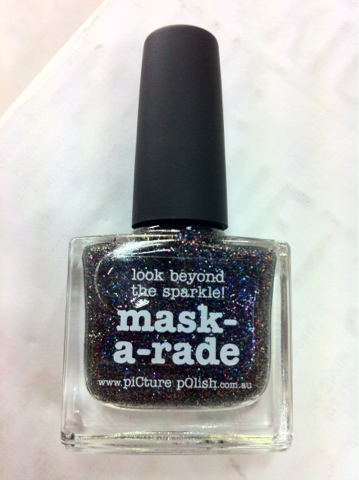 look beyond
the sparkle!
mask-
a-rade
www.piCture pOlish.com.au